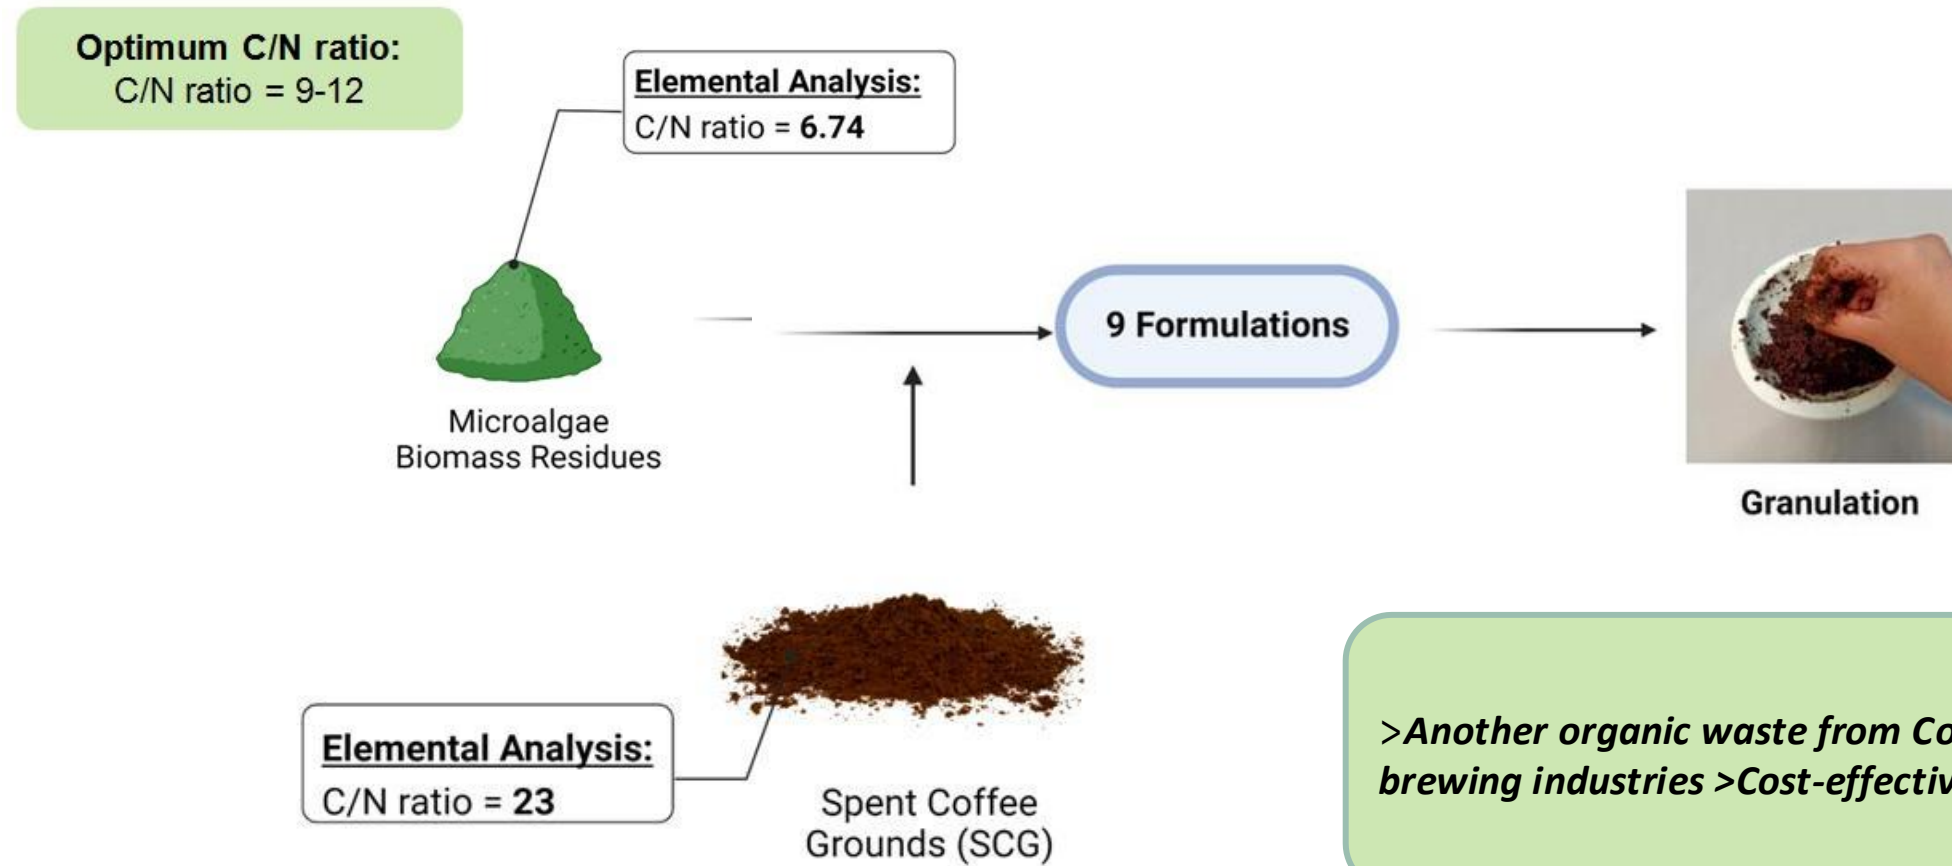 Optimum C/N ratio:
C/N ratio = 9-12
Elemental Analysis:
C/N ratio = 6.74
Microalgae
Biomass Residues
9 Formulations
Granulation
Elemental Analysis:
C/N ratio = 23
Spent Coffee
Grounds (SCG)
>Another organic waste from
brewing industries >